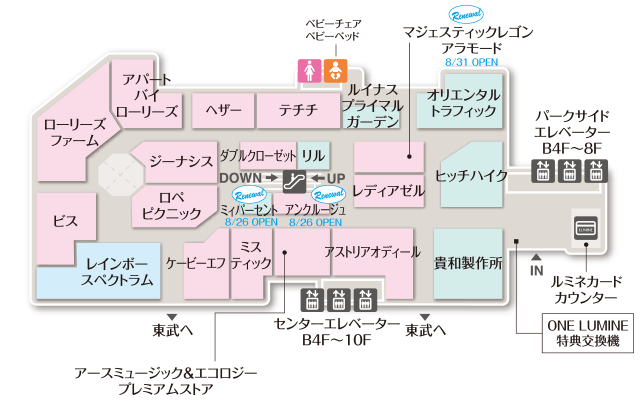 ベビーチェア
ベビーベッド
Renewal
マジェスティックレゴン
アラモード
8/31 OPEN
アパート
バイ
ローリーズ
ローリーズ
ファーム
ヘザー
テチチ
ルイナス
プライマル
ガーデン
オリエンタル
トラフィック
パークサイド
エレベーター
B4F～8F
ジーナシス
ダブルクローゼット
リル
DOWN
UP
レディアゼル
ヒッチハイク
ロペ
ピクニック
Renewal
ミィパーセント
8/26 OPEN
Renewal
アンクルージュ
8/26 OPEN
ビス
レインボー
スペクトラム
ケービーエフ
ミス
ティック
アストリアオディール
貴和製作所
LUMINE
IN
ルミネカード
カウンター
東武へ
センターエレベーター
B4F～10F
東武へ
ONE LUMINE
特典交換機
アースミュージック&エコロジー
プレミアムストア